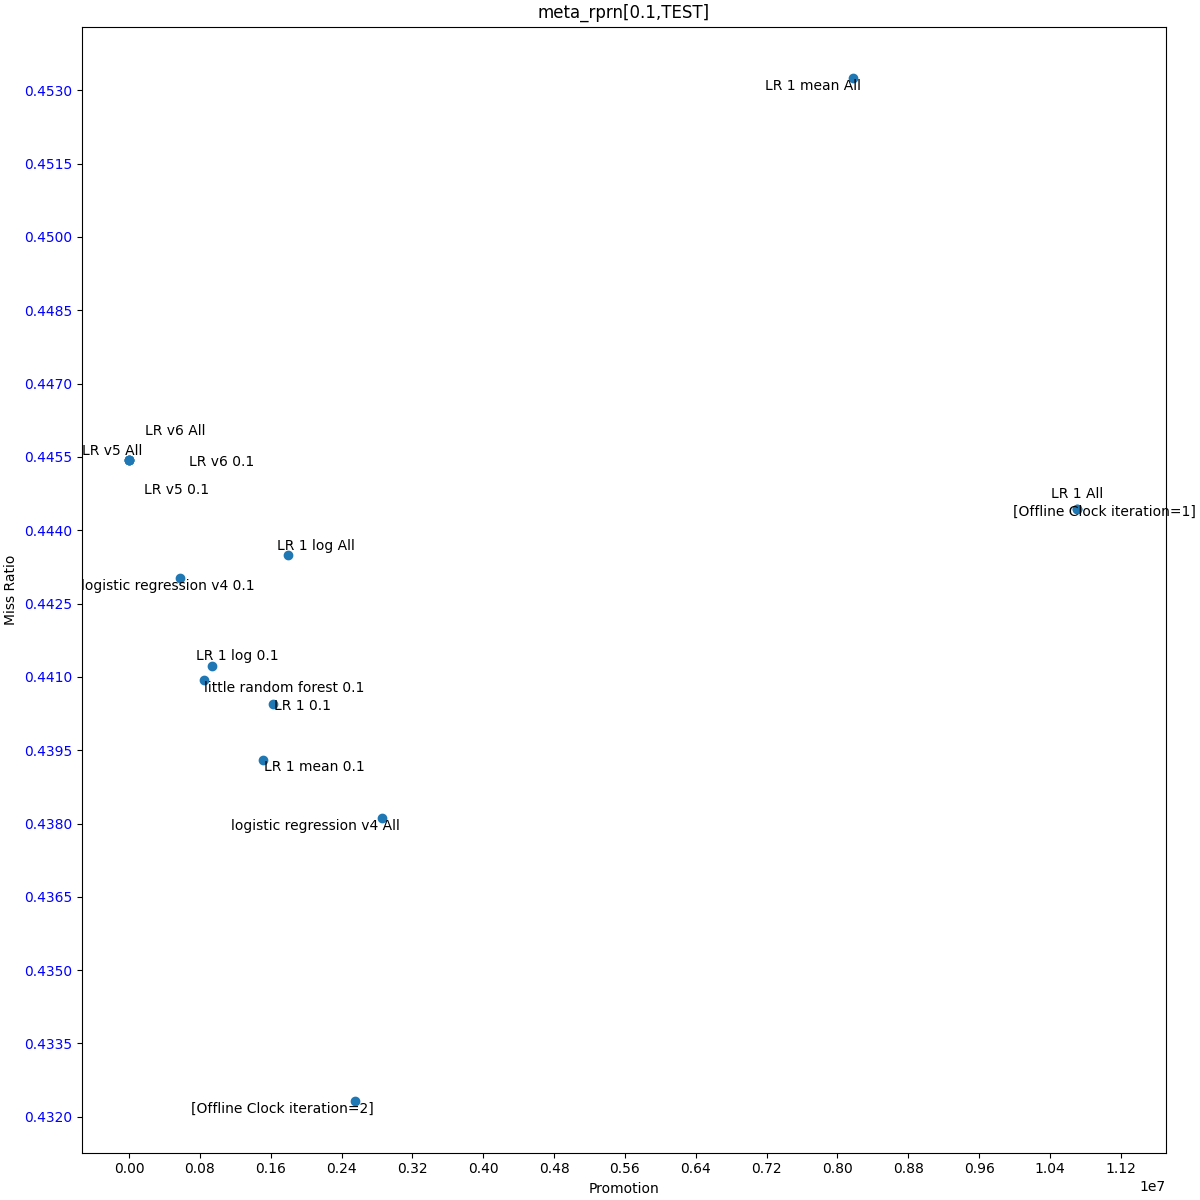 meta_rprn[0.1,TEST]
0.4530
0.4515
0.4500
0.4485
0.4470
0.4455
0.4440
0.4425
0.4410
0.4395
0.4380
0.4365
0.4350
0.4335
0.4320
Miss Ratio
LR 1 mean All
LR v6 All
LR v5 All
LR v6 0.1
LR v5 0.1
LR 1 All
[Offline Clock iteration=1]
LR 1 log All
logistic regression v4 0.1
LR 1 log 0.1
little random forest 0.1
LR 1 0.1
LR 1 mean 0.1
logistic regression v4 All
[Offline Clock iteration=2]
0.00 0.08 0.16 0.24 0.32 0.40 0.48 0.56 0.64 0.72 0.80 0.88 0.96 1.04 1.12
1e7
Promotion